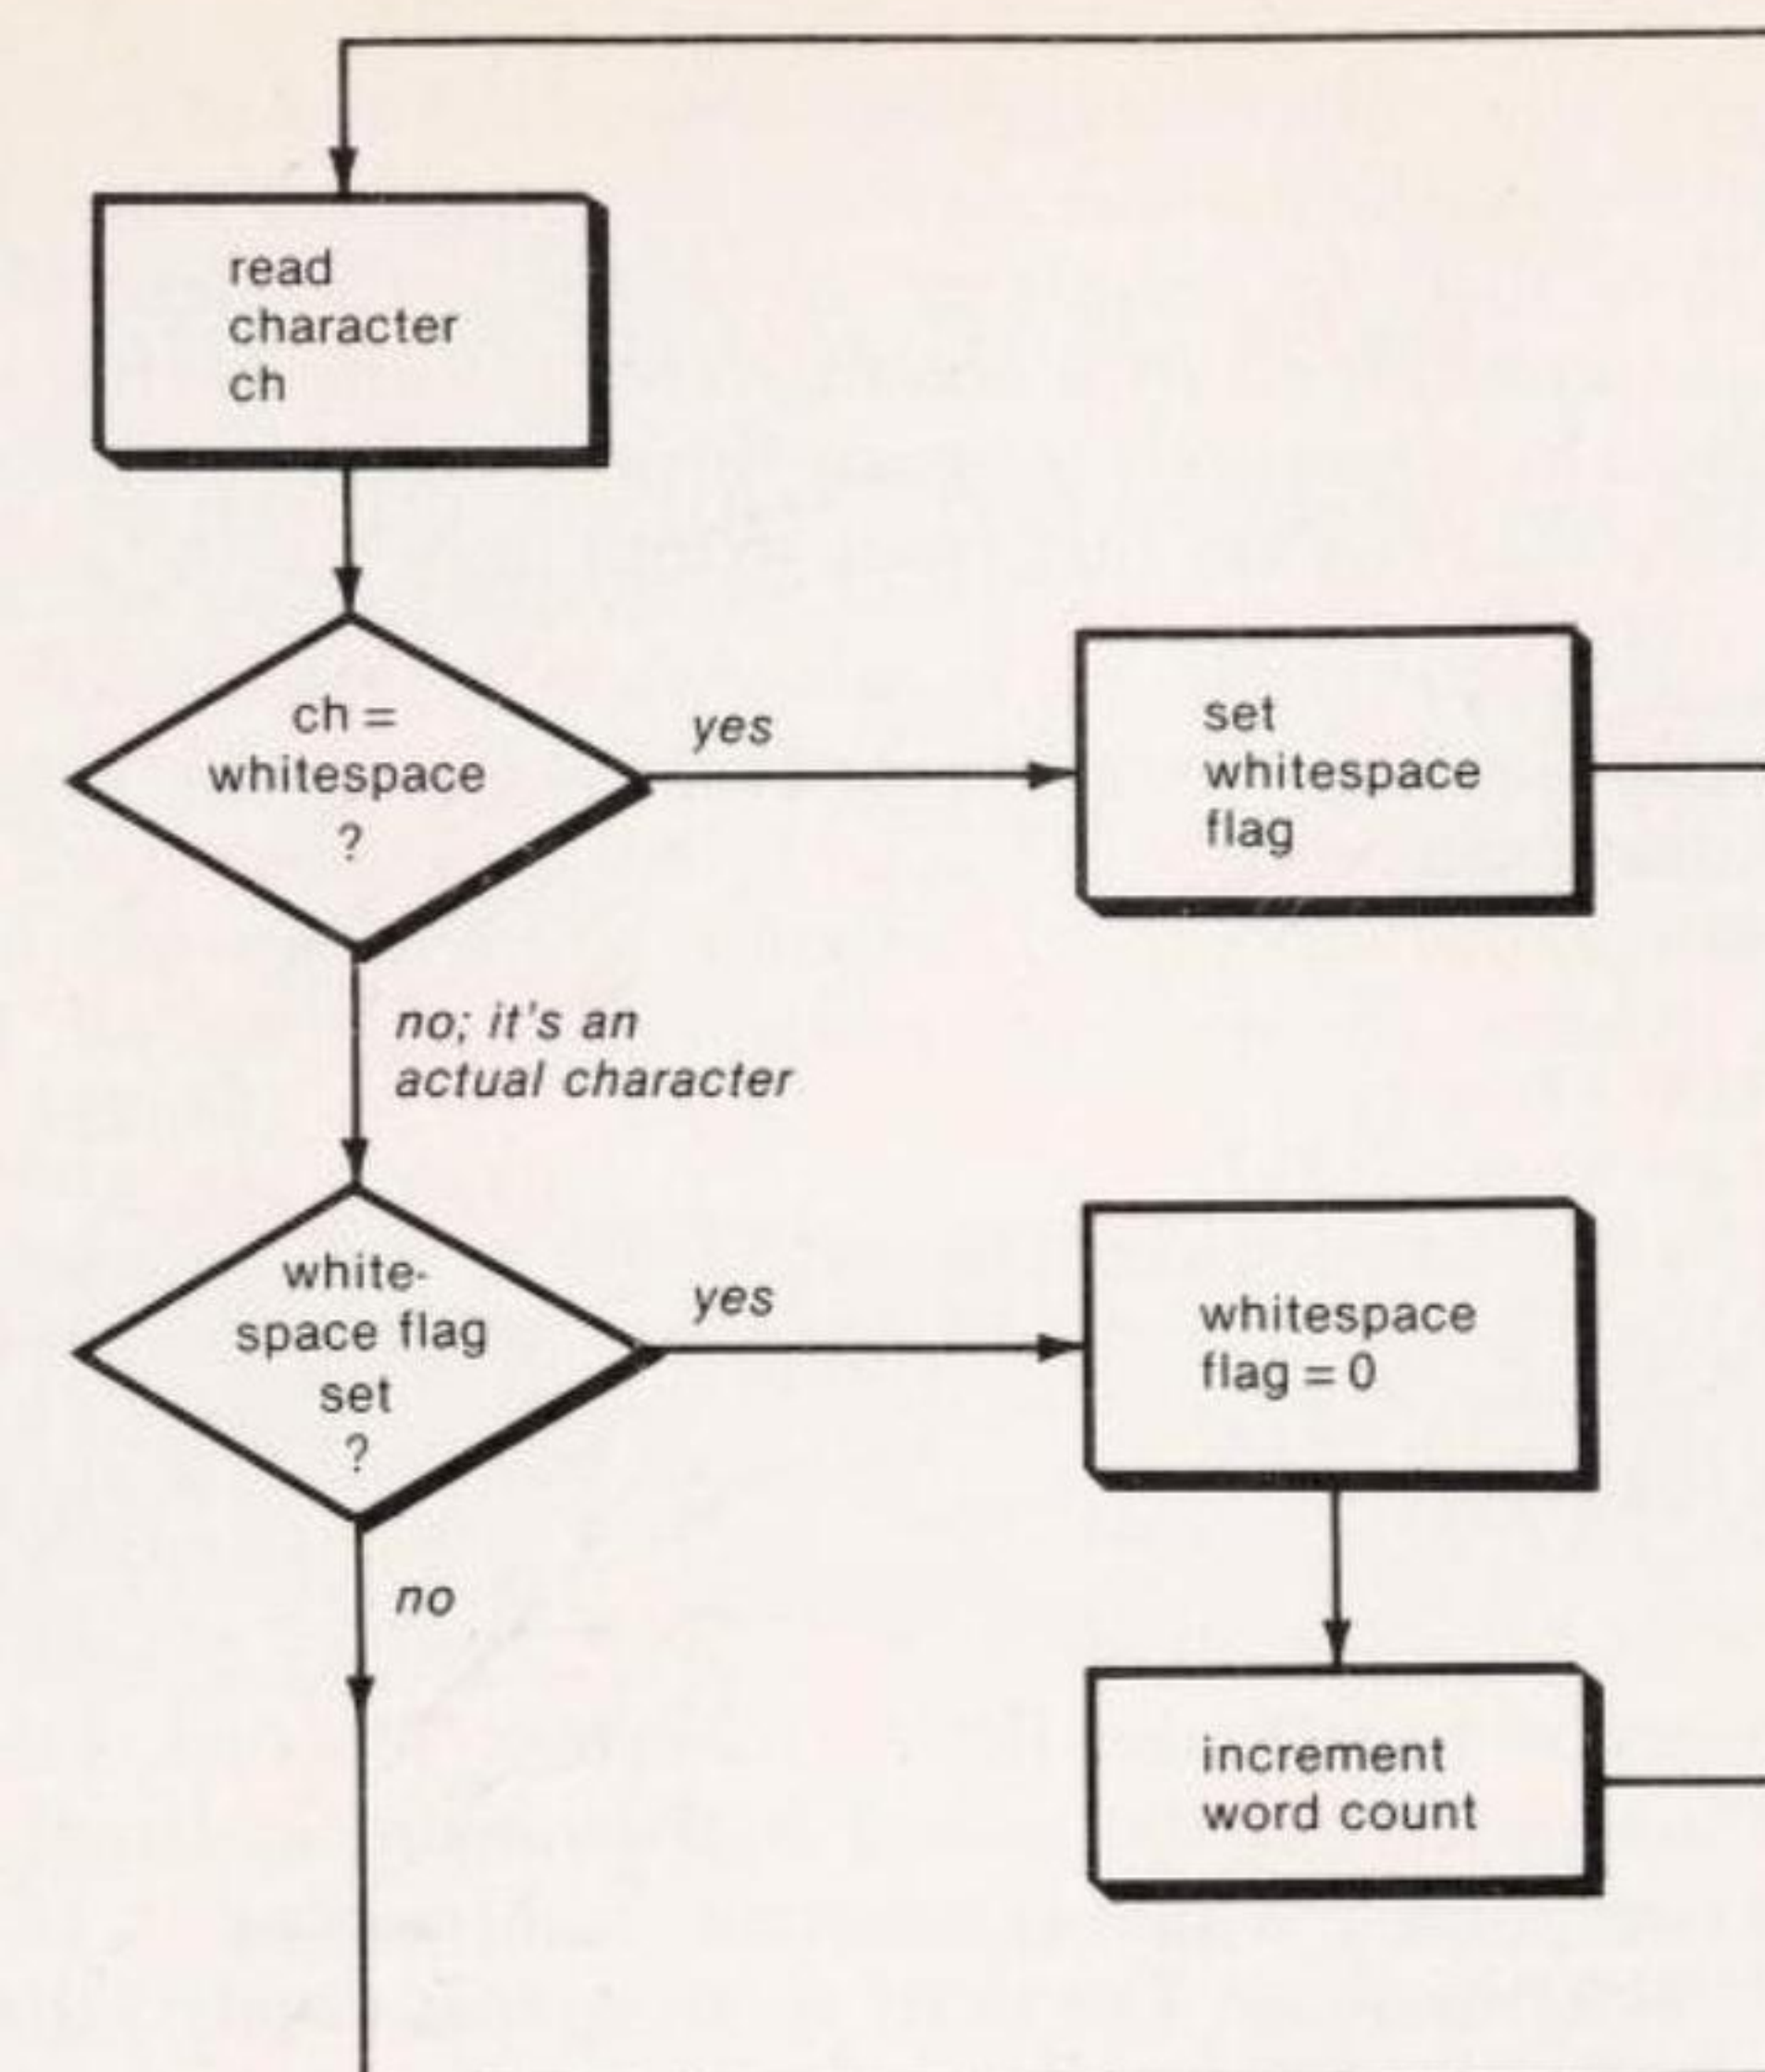 read
character
ch
ch =
whitespace
?
yes
set
whitespace
flag
no; it's an
actual character
white-
space flag
set
?
yes
whitespace
flag = 0
no
increment
word count